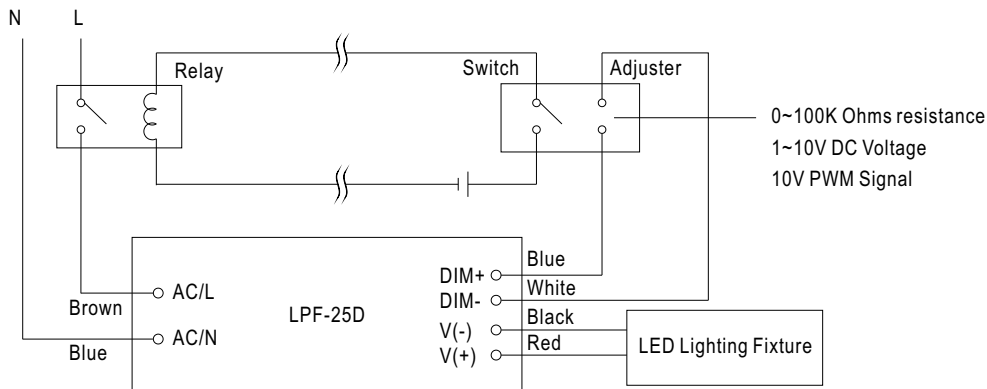 N
L
Relay
Switch
Adjuster
0~100K Ohms resistance
1~10V DC Voltage
10V PWM Signal
Brown
AC/L
Blue
AC/N
LPF-25D
DIM+
Blue
DIM-
White
V(-)
Black
V(+)
Red
LED Lighting Fixture